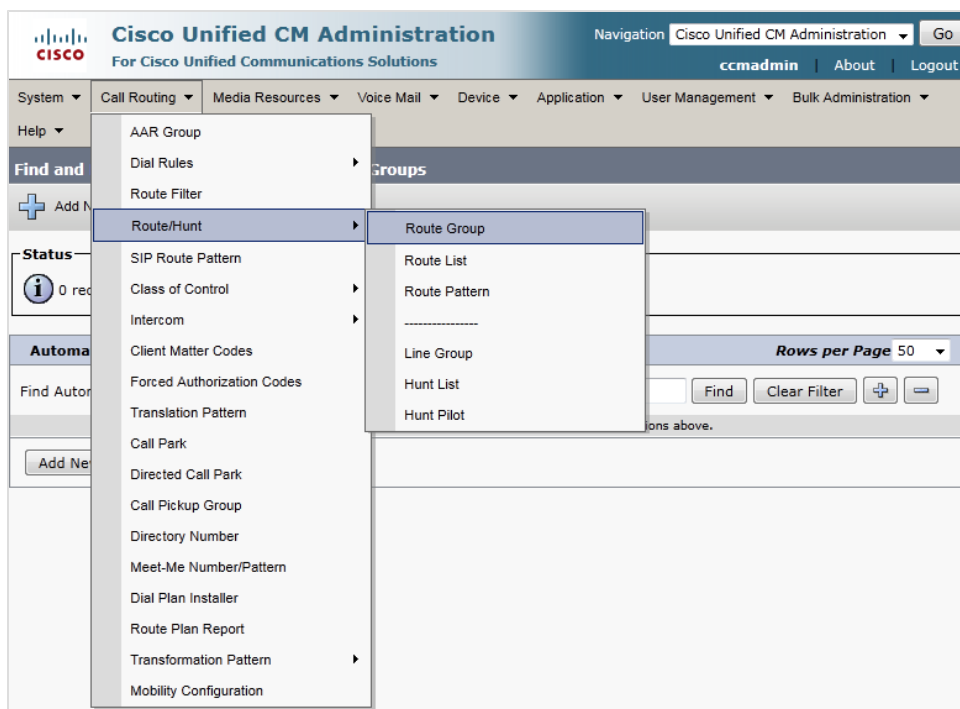 CISCO
Cisco Unified CM Administration
For Cisco Unified Communications Solutions
Navigation Cisco Unified CM Administration Go
ccmadmin | About | Logout
System Call Routing Media Resources Voice Mail Device Application User Management Bulk Administration
Help
Find and
Groups
Add N
Status
i
0 rec
Automa
Rows per Page 50
Find Autor
Find Clear Filter
ions above.
Add Ne
AAR Group
Dial Rules
Route Filter
Route/Hunt
SIP Route Pattern
Class of Control
Intercom
Client Matter Codes
Forced Authorization Codes
Translation Pattern
Call Park
Directed Call Park
Call Pickup Group
Directory Number
Meet-Me Number/Pattern
Dial Plan Installer
Route Plan Report
Transformation Pattern
Mobility Configuration
Route Group
Route List
Route Pattern
----------------
Line Group
Hunt List
Hunt Pilot